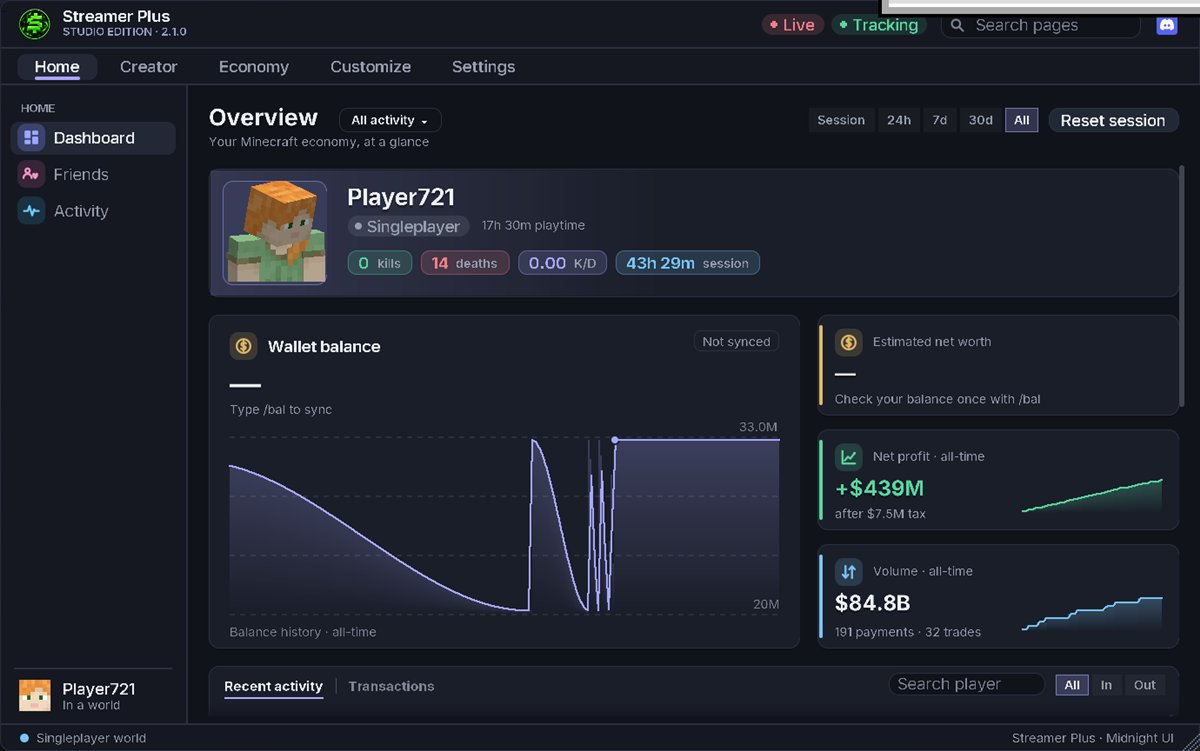 Streamer Plus
STUDIO EDITION · 2.1.0
Live
Tracking
Search pages
Home
Creator
Economy
Customize
Settings
HOME
Dashboard
Friends
Activity
Overview
All activity
Your Minecraft economy, at a glance
Session
24h
7d
30d
All
Reset session
Player721
Singleplayer
17h 30m playtime
0 kills
14 deaths
0.00 K/D
43h 29m session
Wallet balance
Not synced
—
Type /bal to sync
33.0M
20M
Balance history · all-time
Estimated net worth
—
Check your balance once with /bal
Net profit · all-time
+$439M
after $7.5M tax
Volume · all-time
$84.8B
191 payments · 32 trades
Recent activity
Transactions
Search player
All
In
Out
Player721
In a world
Singleplayer world
Streamer Plus · Midnight UI